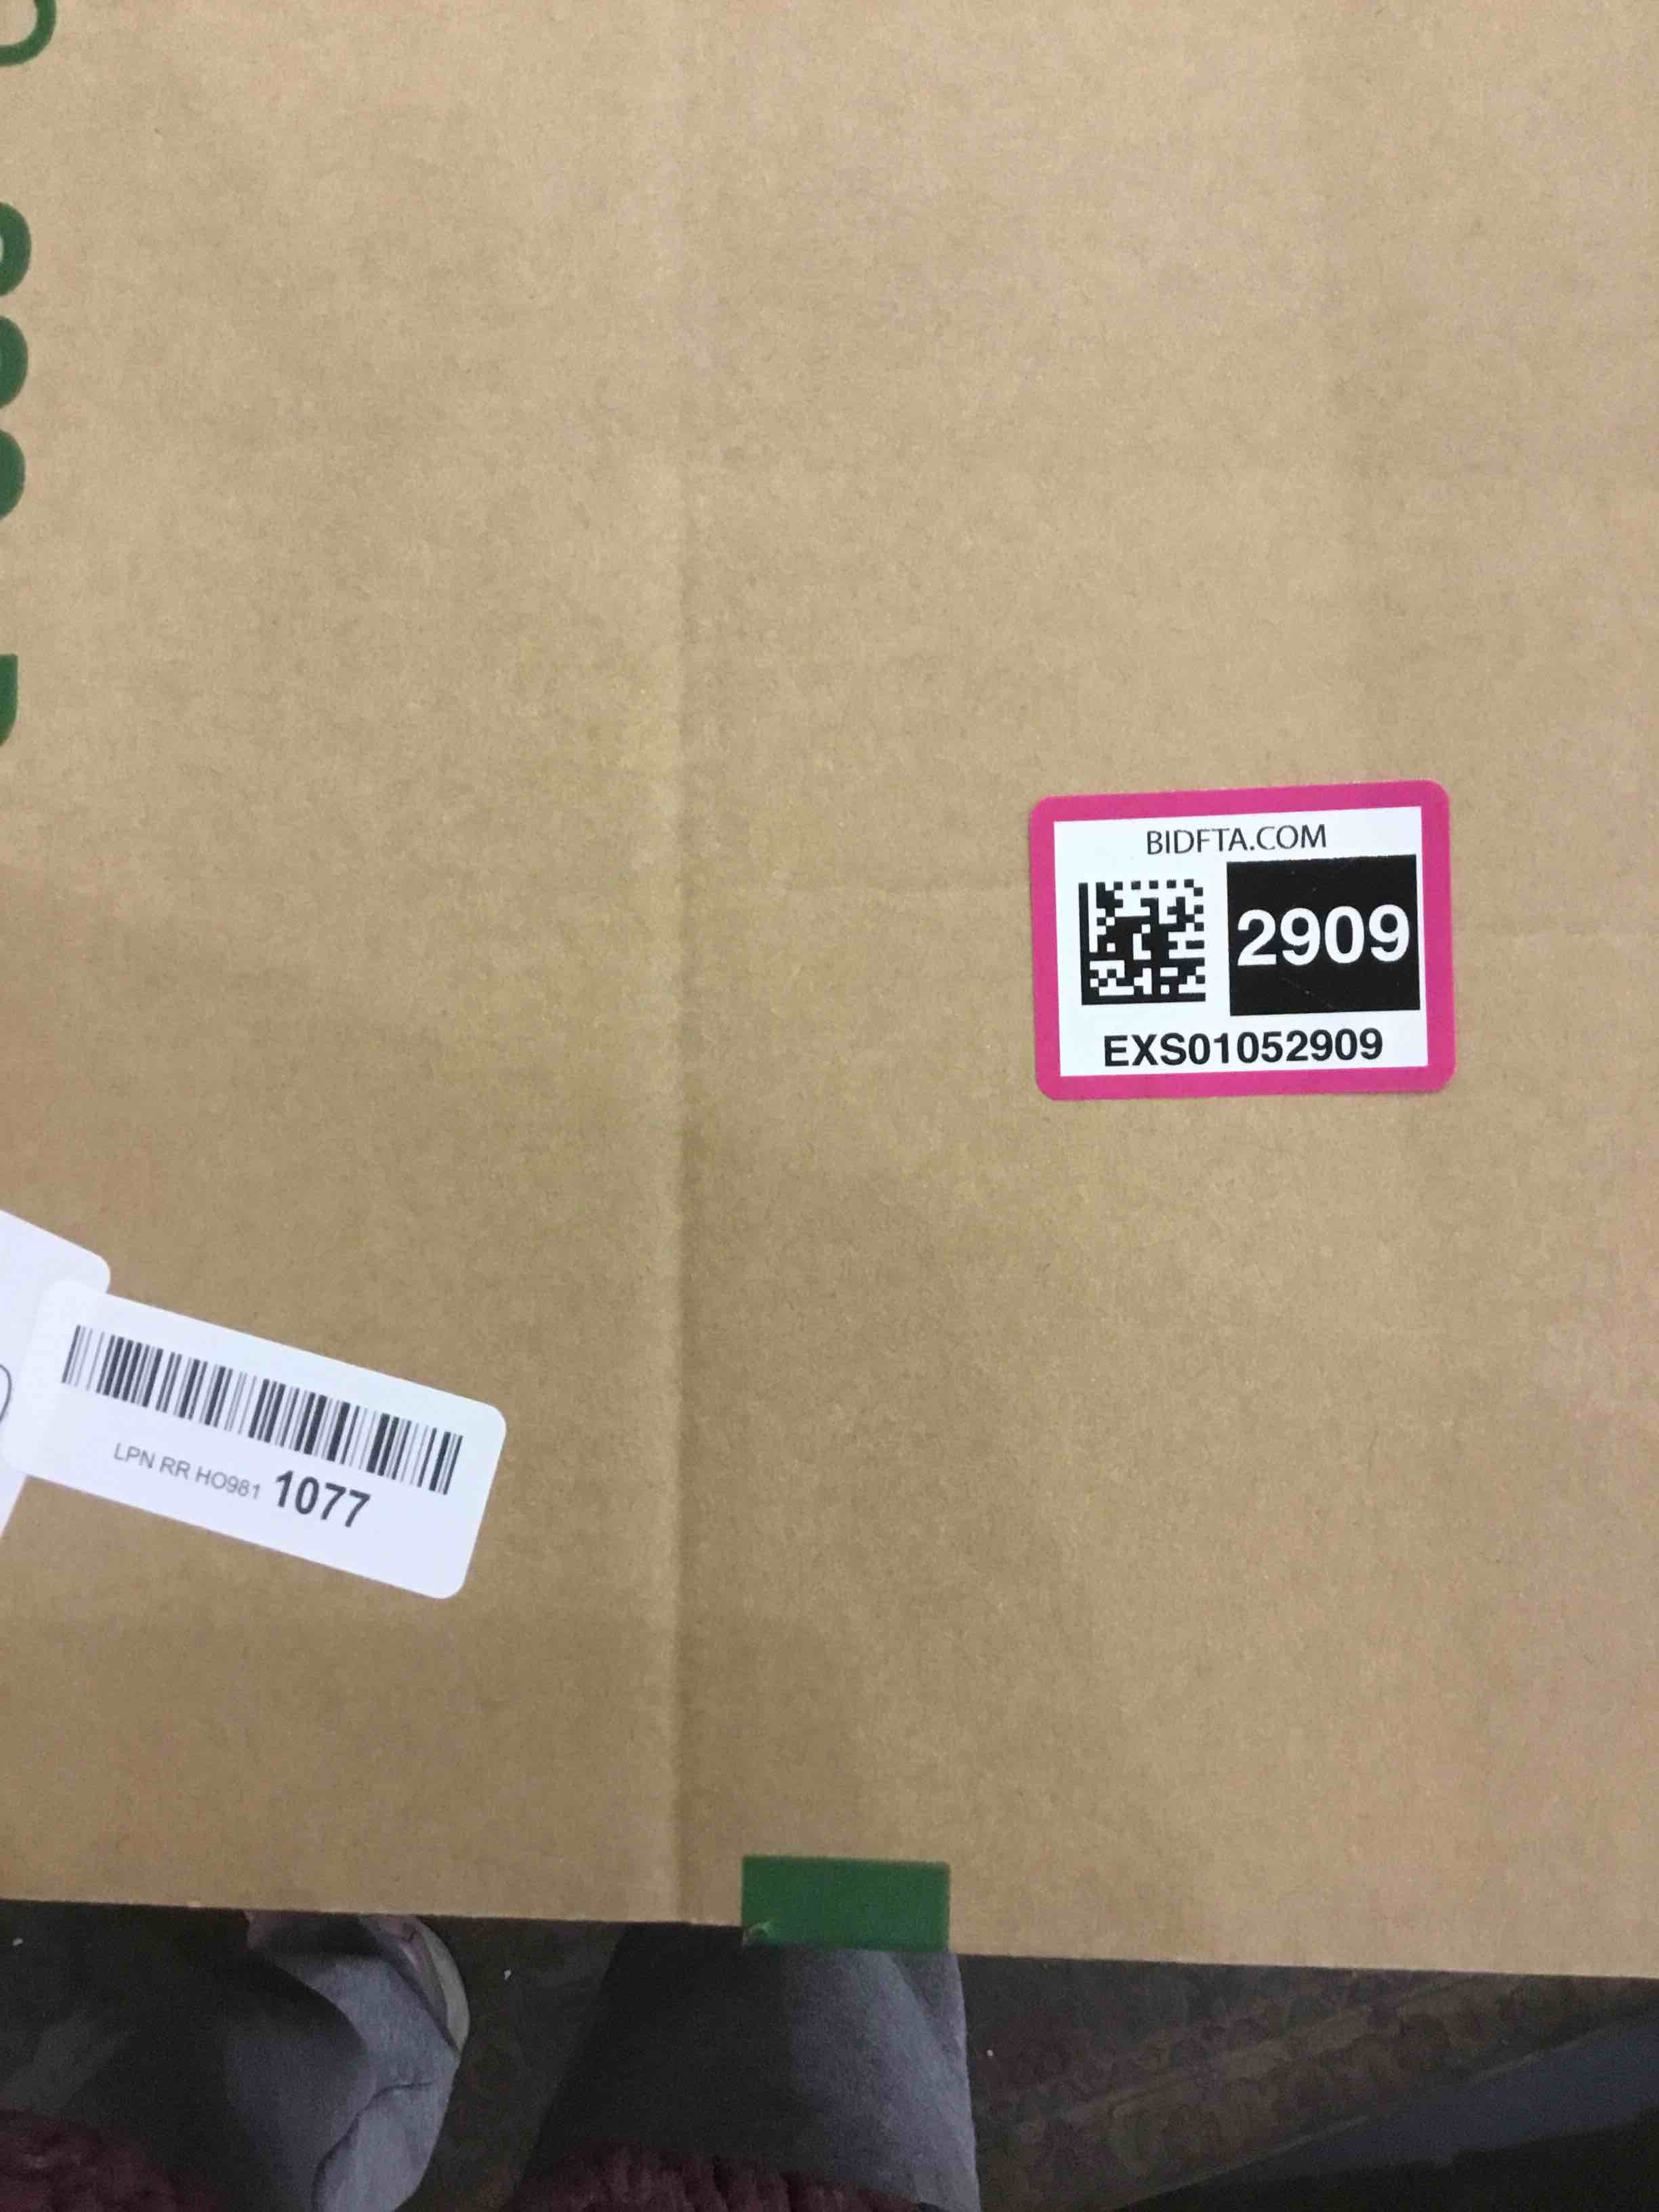 BIDFTA.COM
2909
EXS01052909
LPN RR HO981 1077